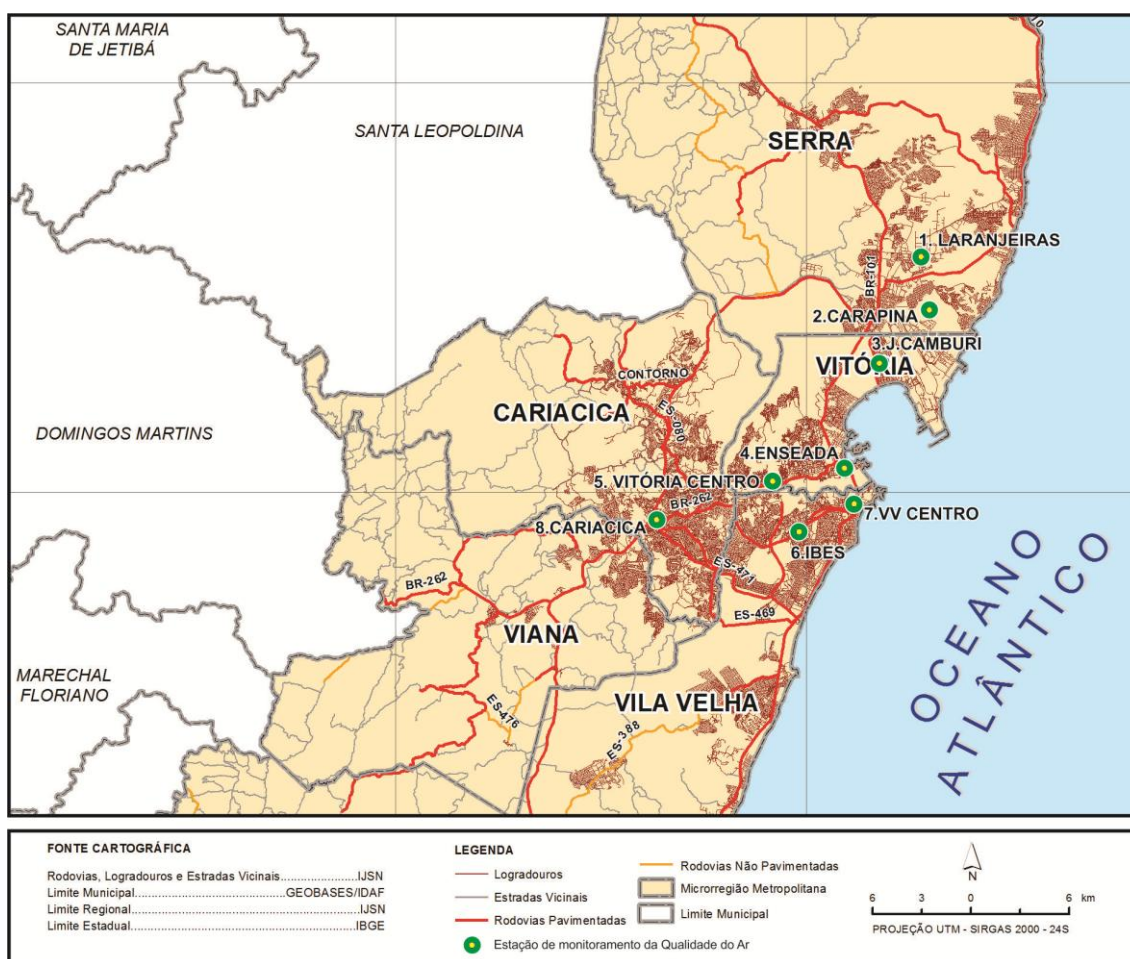 10
SANTA MARIA
DE JETIBÁ
SANTA LEOPOLDINA
SERRA
1. LARANJEIRAS
BR-101
2.CARAPINA
3.J.CAMBURI
VITÓRIA
CONTORNO
CARIACICA
ES-080
DOMINGOS MARTINS
4.ENSEADA
5. VITÓRIA CENTRO
BR-262
7.VV CENTRO
8.CARIACICA
6.IBES
OCEANO
ATLÂNTICO
ES-471
BR-262
ES-469
VIANA
MARECHAL
FLORIANO
VILA VELHA
ES-476
ES-388
FONTE CARTOGRÁFICA
Rodovias, Logradouros e Estradas Vicinais......................IJSN
Limite Municipal...........................................GEOBASES/IDAF
Limite Regional.............................................................IJSN
Limite Estadual.............................................................IBGE
LEGENDA
Logradouros
Estradas Vicinais
Rodovias Pavimentadas
Estação de monitoramento da Qualidade do Ar
Rodovias Não Pavimentadas
Microrregião Metropolitana
Limite Municipal
N
6 3 0 6 km
PROJEÇÃO UTM - SIRGAS 2000 - 24S